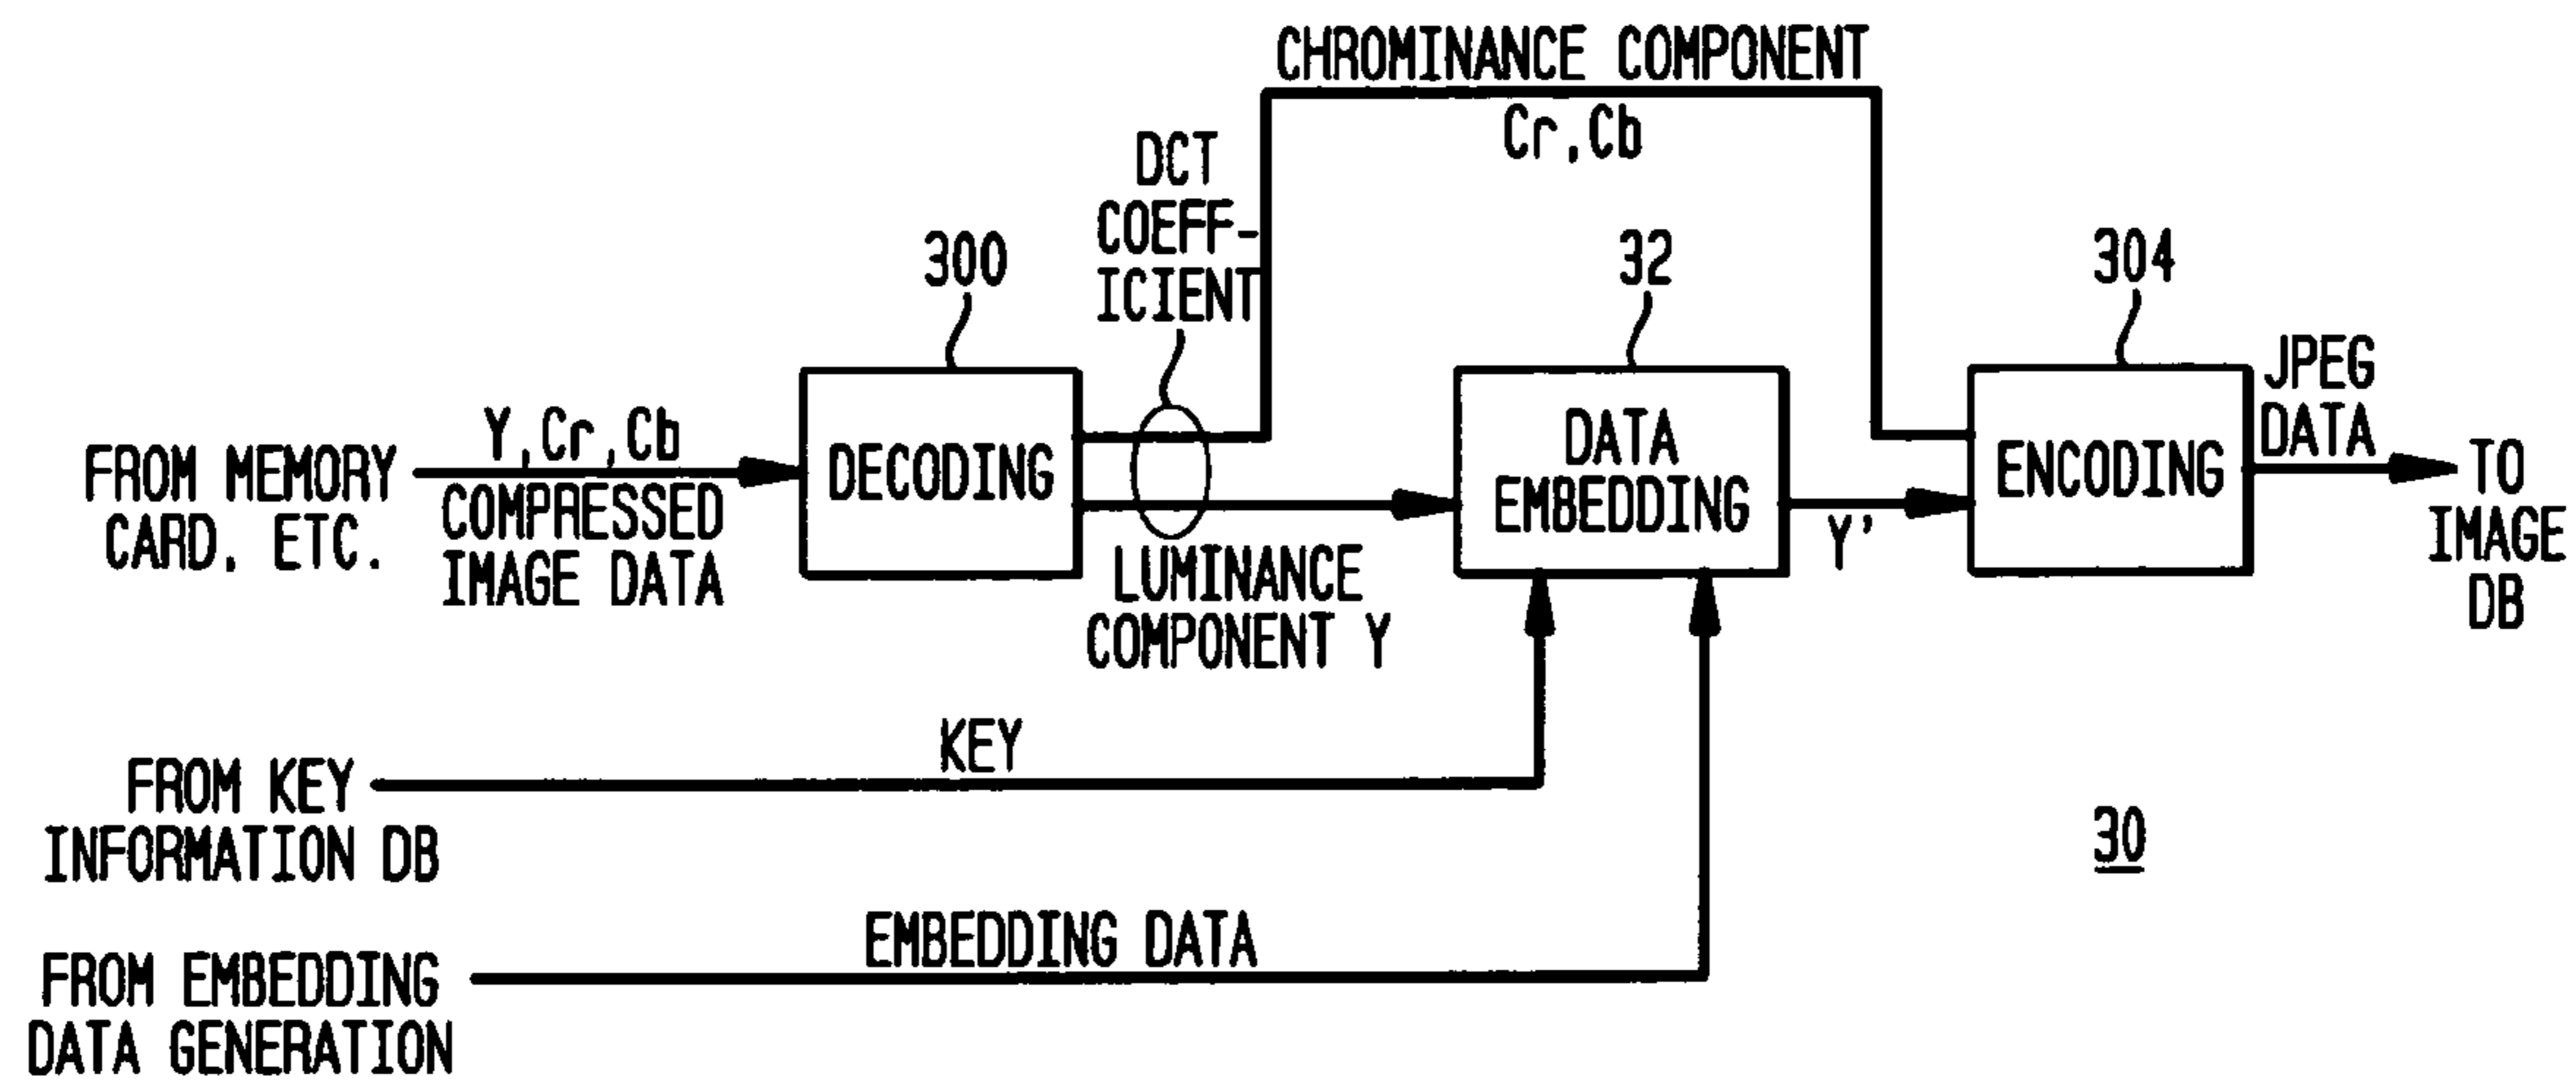 CHROMINANCE COMPONENT
Cr,Cb
DCT
COEFF-
ICIENT
300
32
304
FROM MEMORY
CARD, ETC.
Y,Cr,Cb
COMPRESSED
IMAGE DATA
DECODING
LUMINANCE
COMPONENT Y
DATA
EMBEDDING
Y'
ENCODING
JPEG
DATA
TO
IMAGE
DB
FROM KEY
INFORMATION DB
KEY
30
FROM EMBEDDING
DATA GENERATION
EMBEDDING DATA